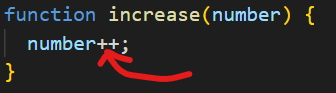 function increase(number) {
  number++;
}